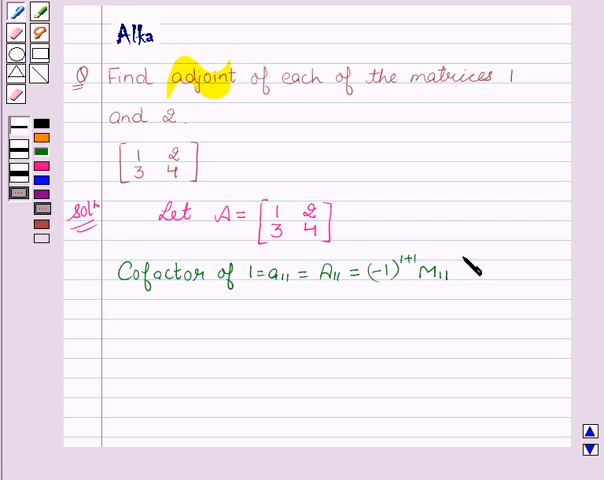 Alka
Q Find adjoint of each of the matrices 1
and 2.
[1 2
3 4]
Solⁿ Let A = [1 2
3 4]
Cofactor of 1 = a₁₁ = A₁₁ = (-1)¹⁺¹ M₁₁